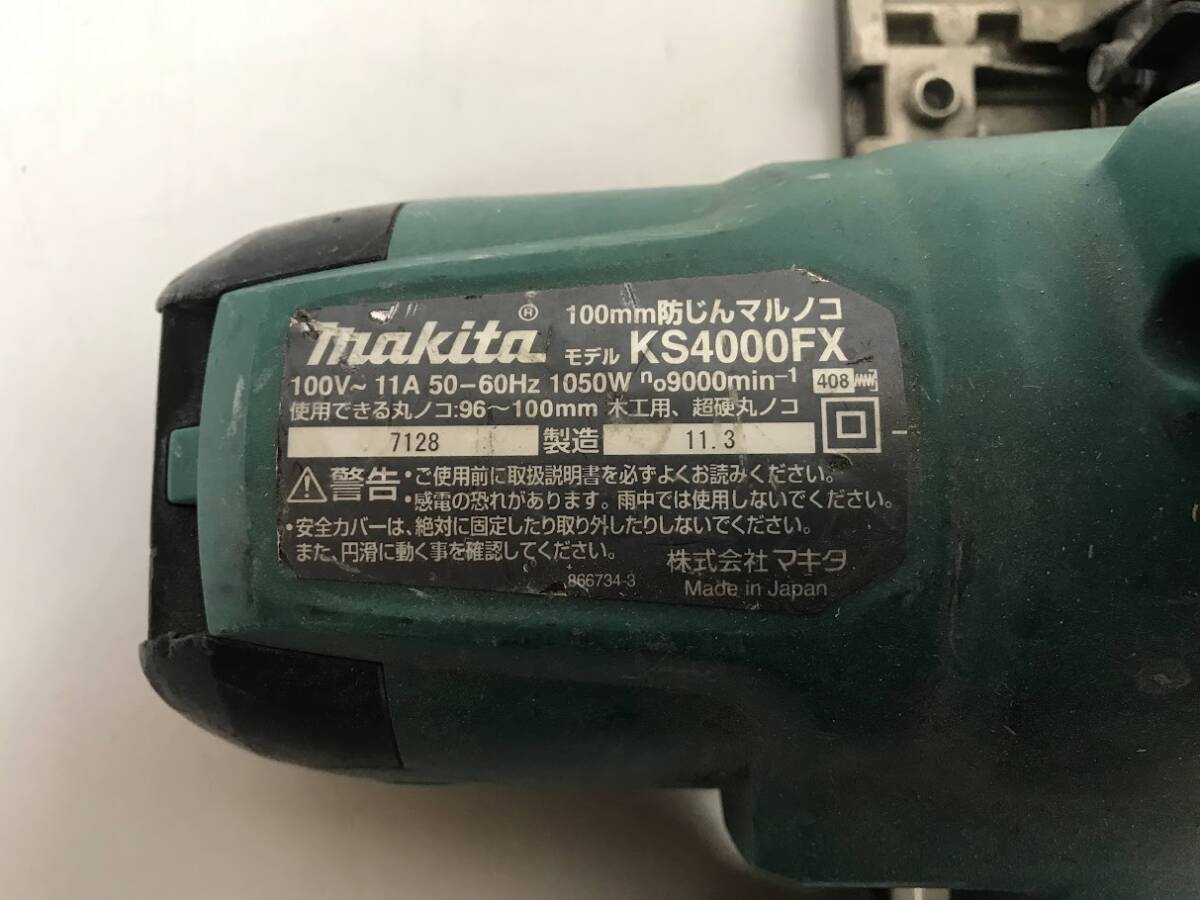 makita® 100mm防じんマルノコ
モデル KS4000FX
100V～ 11A 50-60Hz 1050W n₀9000min⁻¹ 408
使用できる丸ノコ:96～100mm 木工用、超硬丸ノコ
7128 製造 11.3
警告・ご使用前に取扱説明書を必ずよくお読みください。
・感電の恐れがあります。雨中では使用しないでください。
・安全カバーは、絶対に固定したり取り外したりしないでください。
また、円滑に動く事を確認してください。
株式会社マキタ
866734-3 Made in Japan